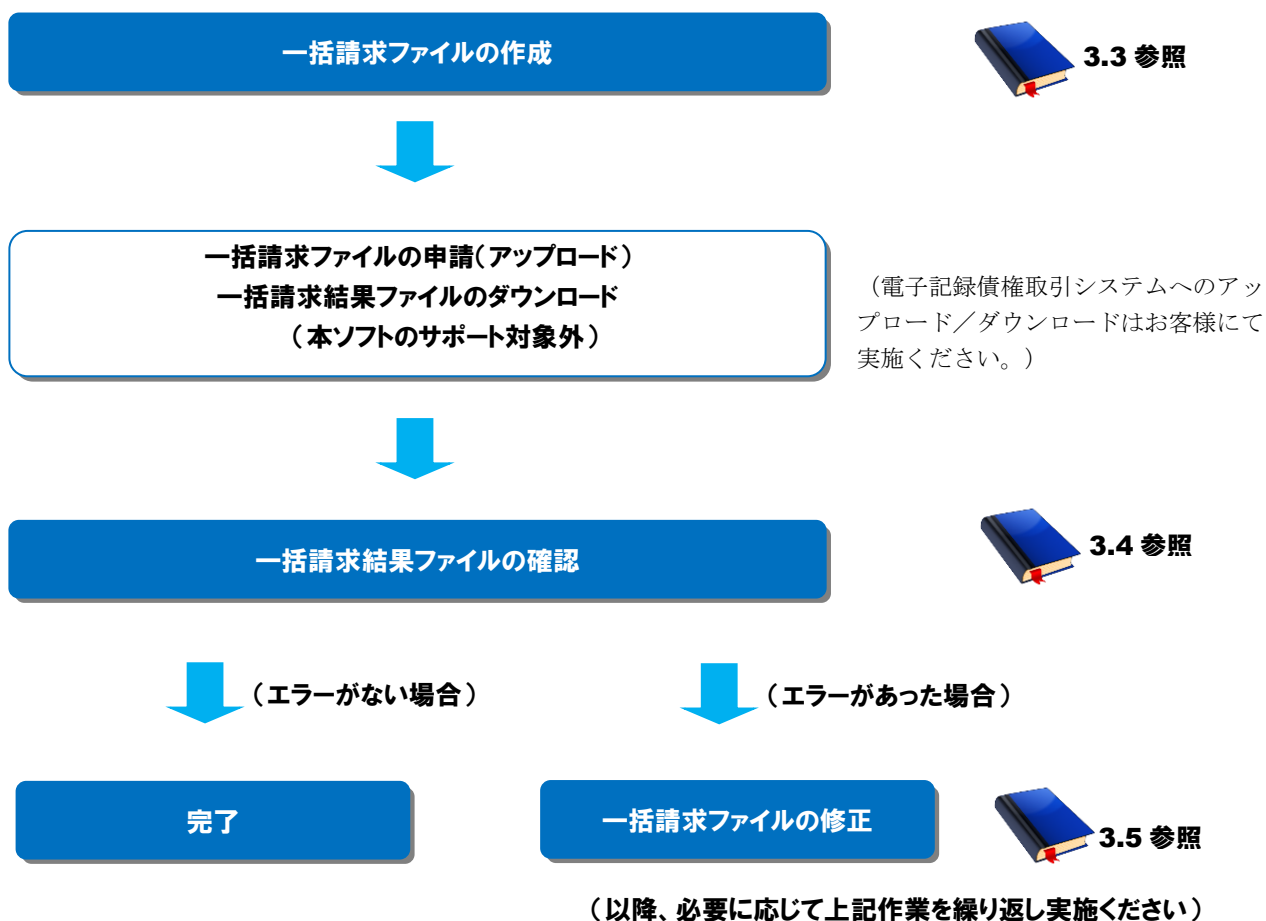 一括請求ファイルの作成
3.3 参照
一括請求ファイルの申請（アップロード）
一括請求結果ファイルのダウンロード
（本ソフトのサポート対象外）
（電子記録債権取引システムへのアッ
プロード／ダウンロードはお客様にて
実施ください。）
一括請求結果ファイルの確認
3.4 参照
（エラーがない場合）
（エラーがあった場合）
完了
一括請求ファイルの修正
3.5 参照
（以降、必要に応じて上記作業を繰り返し実施ください）